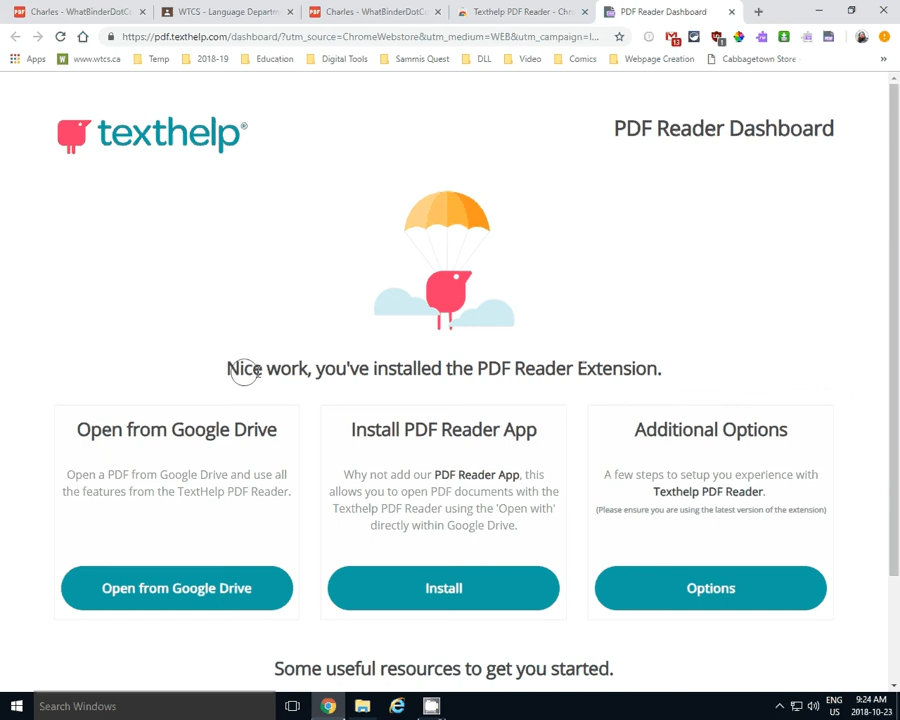 Charles - WhatBinderDotCo
WTCS - Language Departm
Charles - WhatBinderDotCo
Texthelp PDF Reader - Chro
PDF Reader Dashboard
https://pdf.texthelp.com/dashboard/?utm_source=ChromeWebstore&utm_medium=WEB&utm_campaign=I...
Apps
www.wtcs.ca
Temp
2018-19
Education
Digital Tools
Sammis Quest
DLL
Video
Comics
Webpage Creation
Cabbagetown Store
»
texthelp®
PDF Reader Dashboard
Nice work, you've installed the PDF Reader Extension.
Open from Google Drive
Open a PDF from Google Drive and use all
the features from the TextHelp PDF Reader.
Open from Google Drive
Install PDF Reader App
Why not add our PDF Reader App, this
allows you to open PDF documents with the
Texthelp PDF Reader using the 'Open with'
directly within Google Drive.
Install
Additional Options
A few steps to setup you experience with
Texthelp PDF Reader.
(Please ensure you are using the latest version of the extension)
Options
Some useful resources to get you started.
Search Windows
ENG
US
9:24 AM
2018-10-23